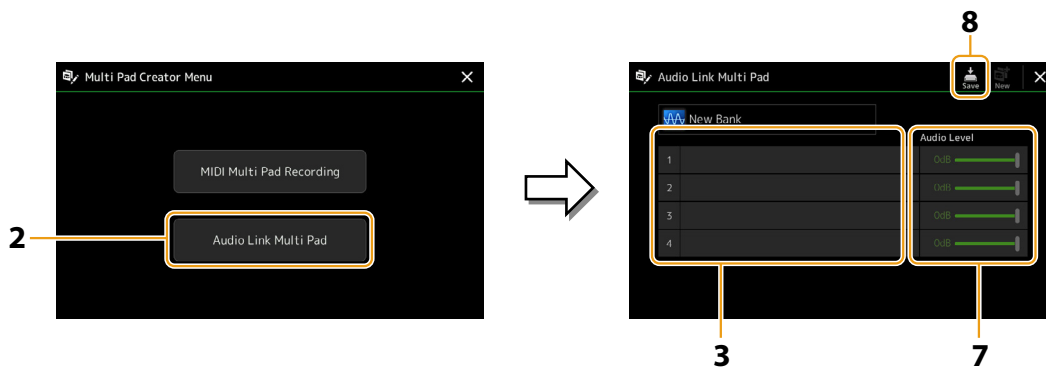 8
Multi Pad Creator Menu
MIDI Multi Pad Recording
Audio Link Multi Pad
2
Audio Link Multi Pad
Save
New
New Bank
Audio Level
1
0dB
2
0dB
3
0dB
4
0dB
3
7